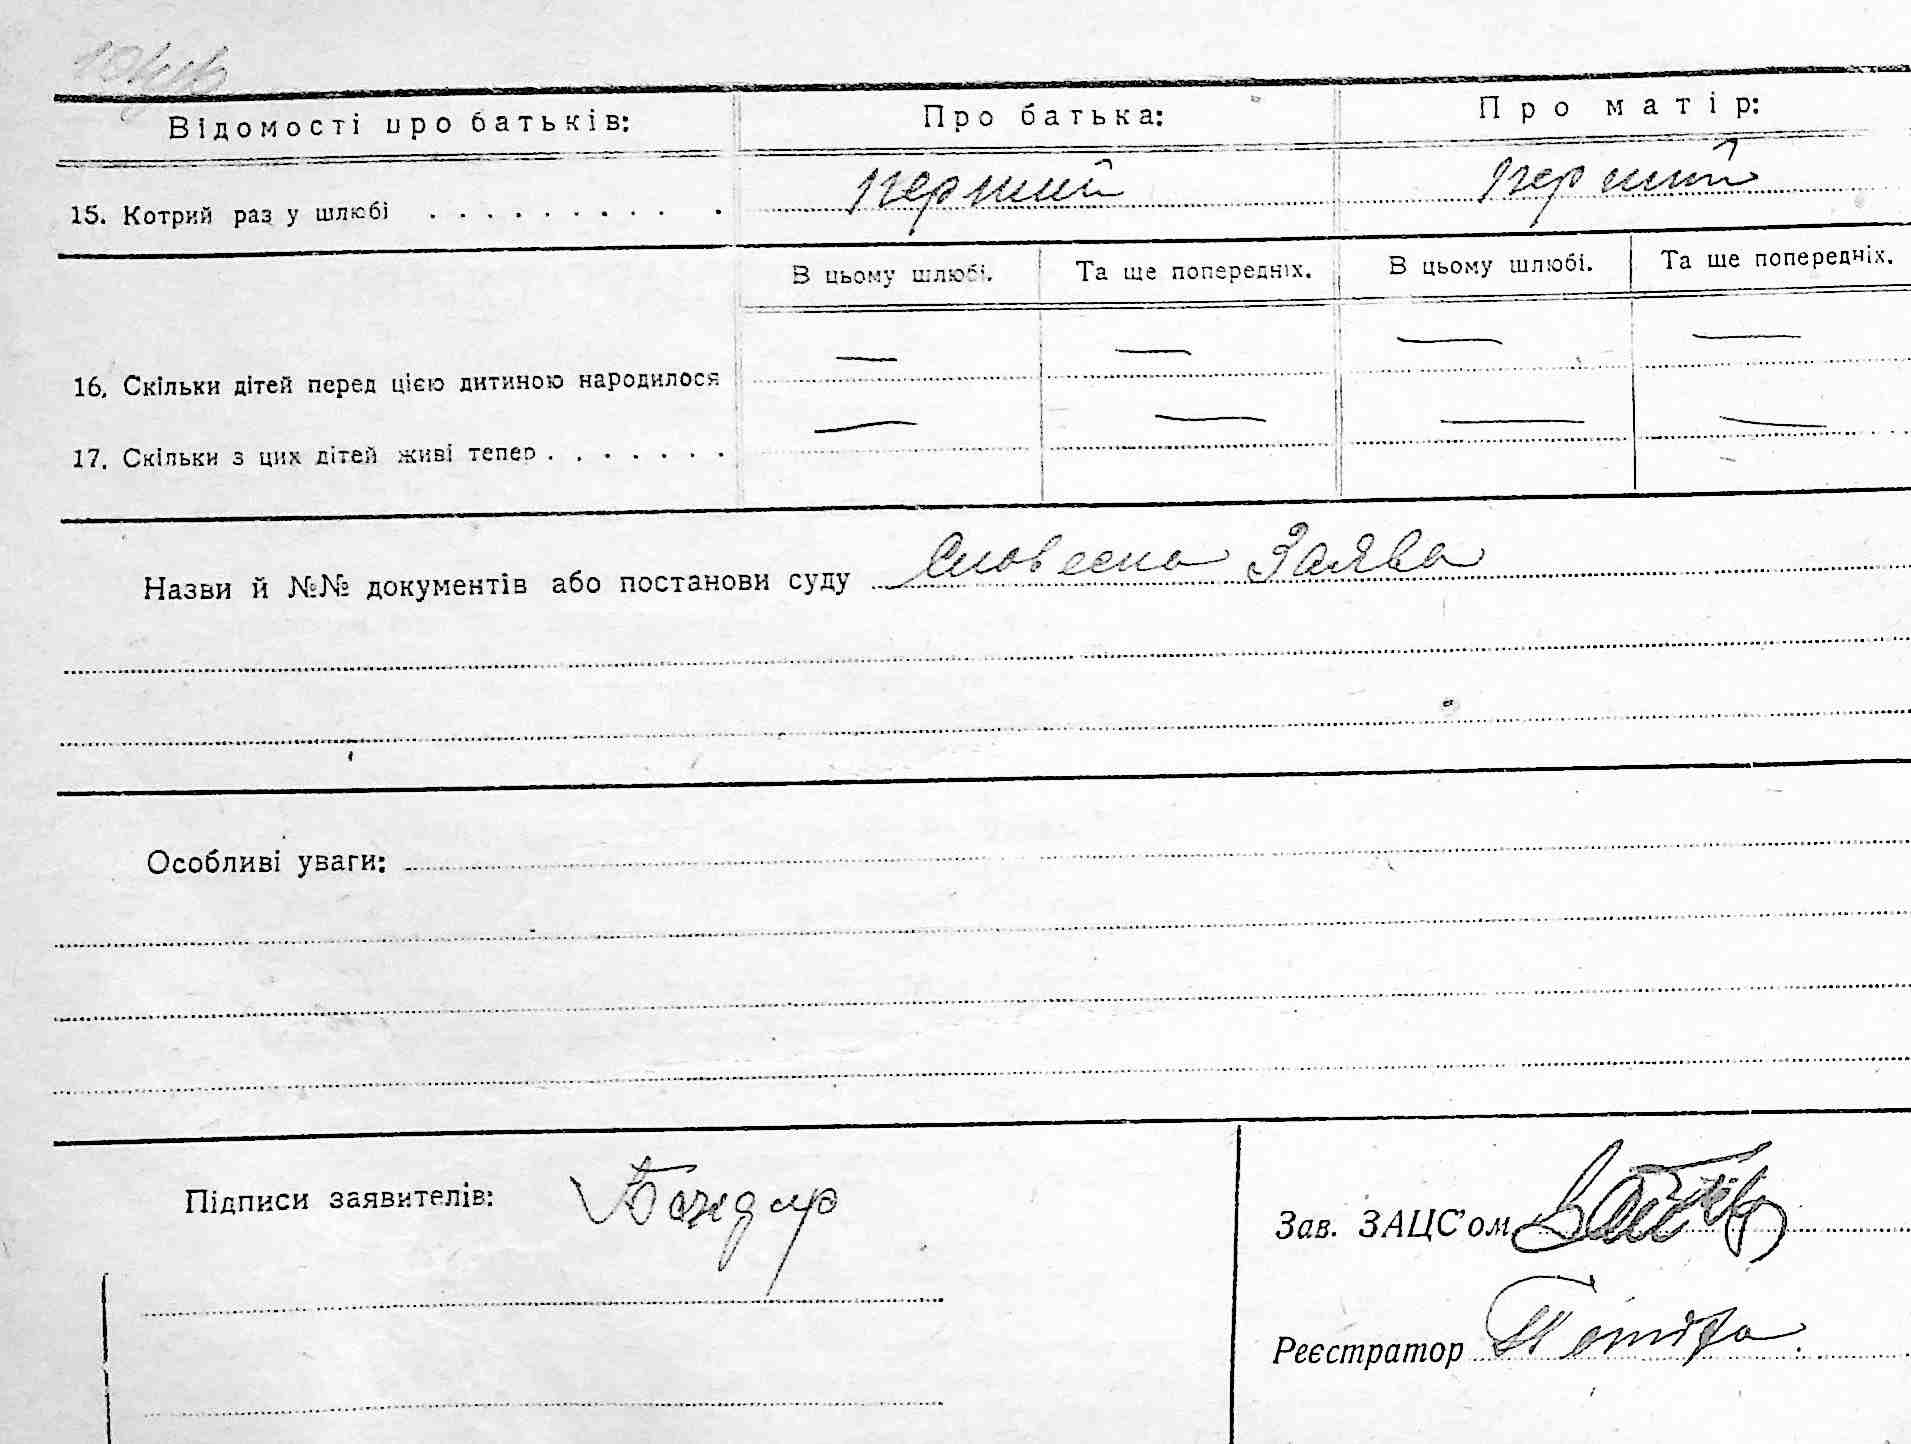 Відомості про батьків: Про батька: Про матір:
15. Котрий раз у шлюбі . . . . . . . . . . перший перший
В цьому шлюбі. Та ще попередніх. В цьому шлюбі. Та ще попередніх.
16. Скільки дітей перед цією дитиною народилося — — — —
17. Скільки з цих дітей живі тепер . . . . . . . — — — —
Назви й №№ документів або постанови суду Словесна Заява
Особливі уваги:
Підписи заявителів: Бондар
Зав. ЗАЦС'ом
Реєстратор